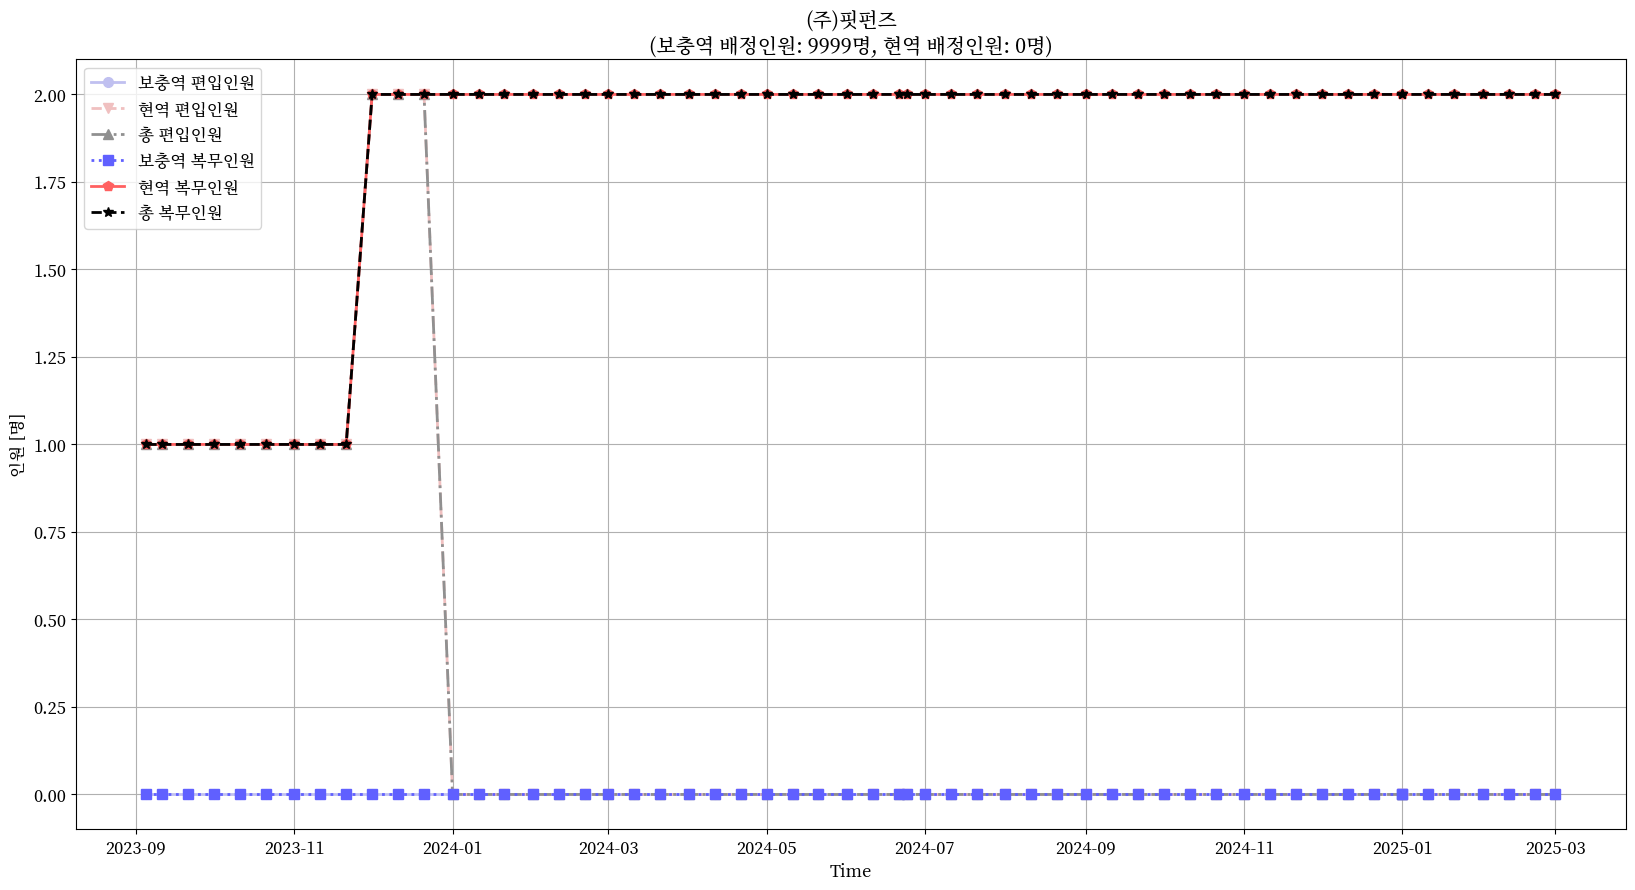 (주)핏펀즈
(보충역 배정인원: 9999명, 현역 배정인원: 0명)
보충역 편입인원
현역 편입인원
총 편입인원
보충역 복무인원
현역 복무인원
총 복무인원
2.00
1.75
1.50
1.25
1.00
0.75
0.50
0.25
0.00
인원 [명]
2023-09 2023-11 2024-01 2024-03 2024-05 2024-07 2024-09 2024-11 2025-01 2025-03
Time